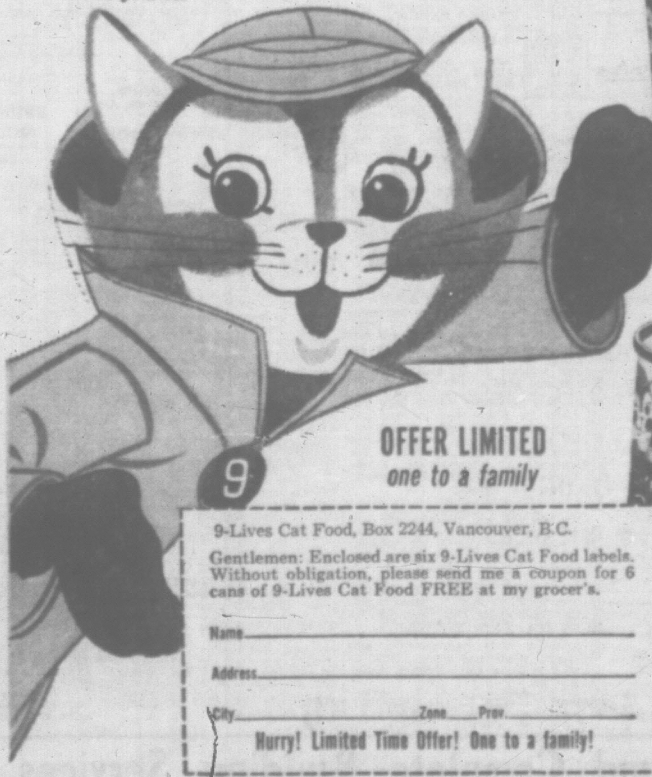 9
OFFER LIMITED
one to a family
9-Lives Cat Food, Box 2244, Vancouver, B.C.
Gentlemen: Enclosed are six 9-Lives Cat Food labels.
Without obligation, please send me a coupon for 6
cans of 9-Lives Cat Food FREE at my grocer's.
Name
Address
City Zone Prov.
Hurry! Limited Time Offer! One to a family!